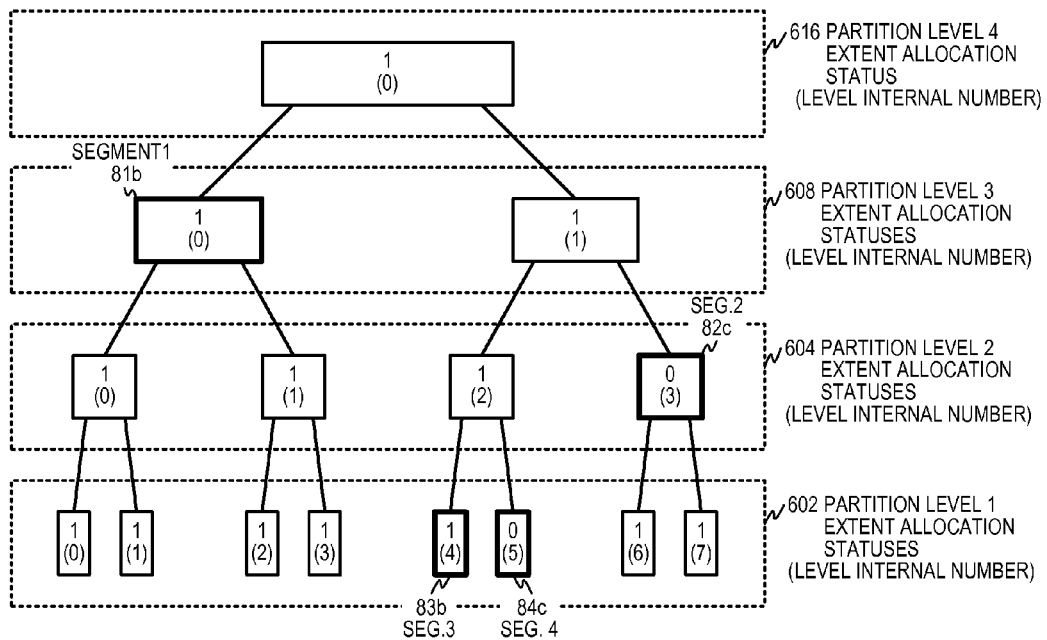 1
(0)
616 PARTITION LEVEL 4
EXTENT ALLOCATION
STATUS
(LEVEL INTERNAL NUMBER)
SEGMENT1
81b
1
(0)
1
(1)
608 PARTITION LEVEL 3
EXTENT ALLOCATION
STATUSES
(LEVEL INTERNAL NUMBER)
SEG.2
82c
1
(0)
1
(1)
1
(2)
0
(3)
604 PARTITION LEVEL 2
EXTENT ALLOCATION
STATUSES
(LEVEL INTERNAL NUMBER)
1
(0)
1
(1)
1
(2)
1
(3)
1
(4)
0
(5)
1
(6)
1
(7)
602 PARTITION LEVEL 1
EXTENT ALLOCATION
STATUSES
(LEVEL INTERNAL NUMBER)
83b
SEG.3
84c
SEG. 4